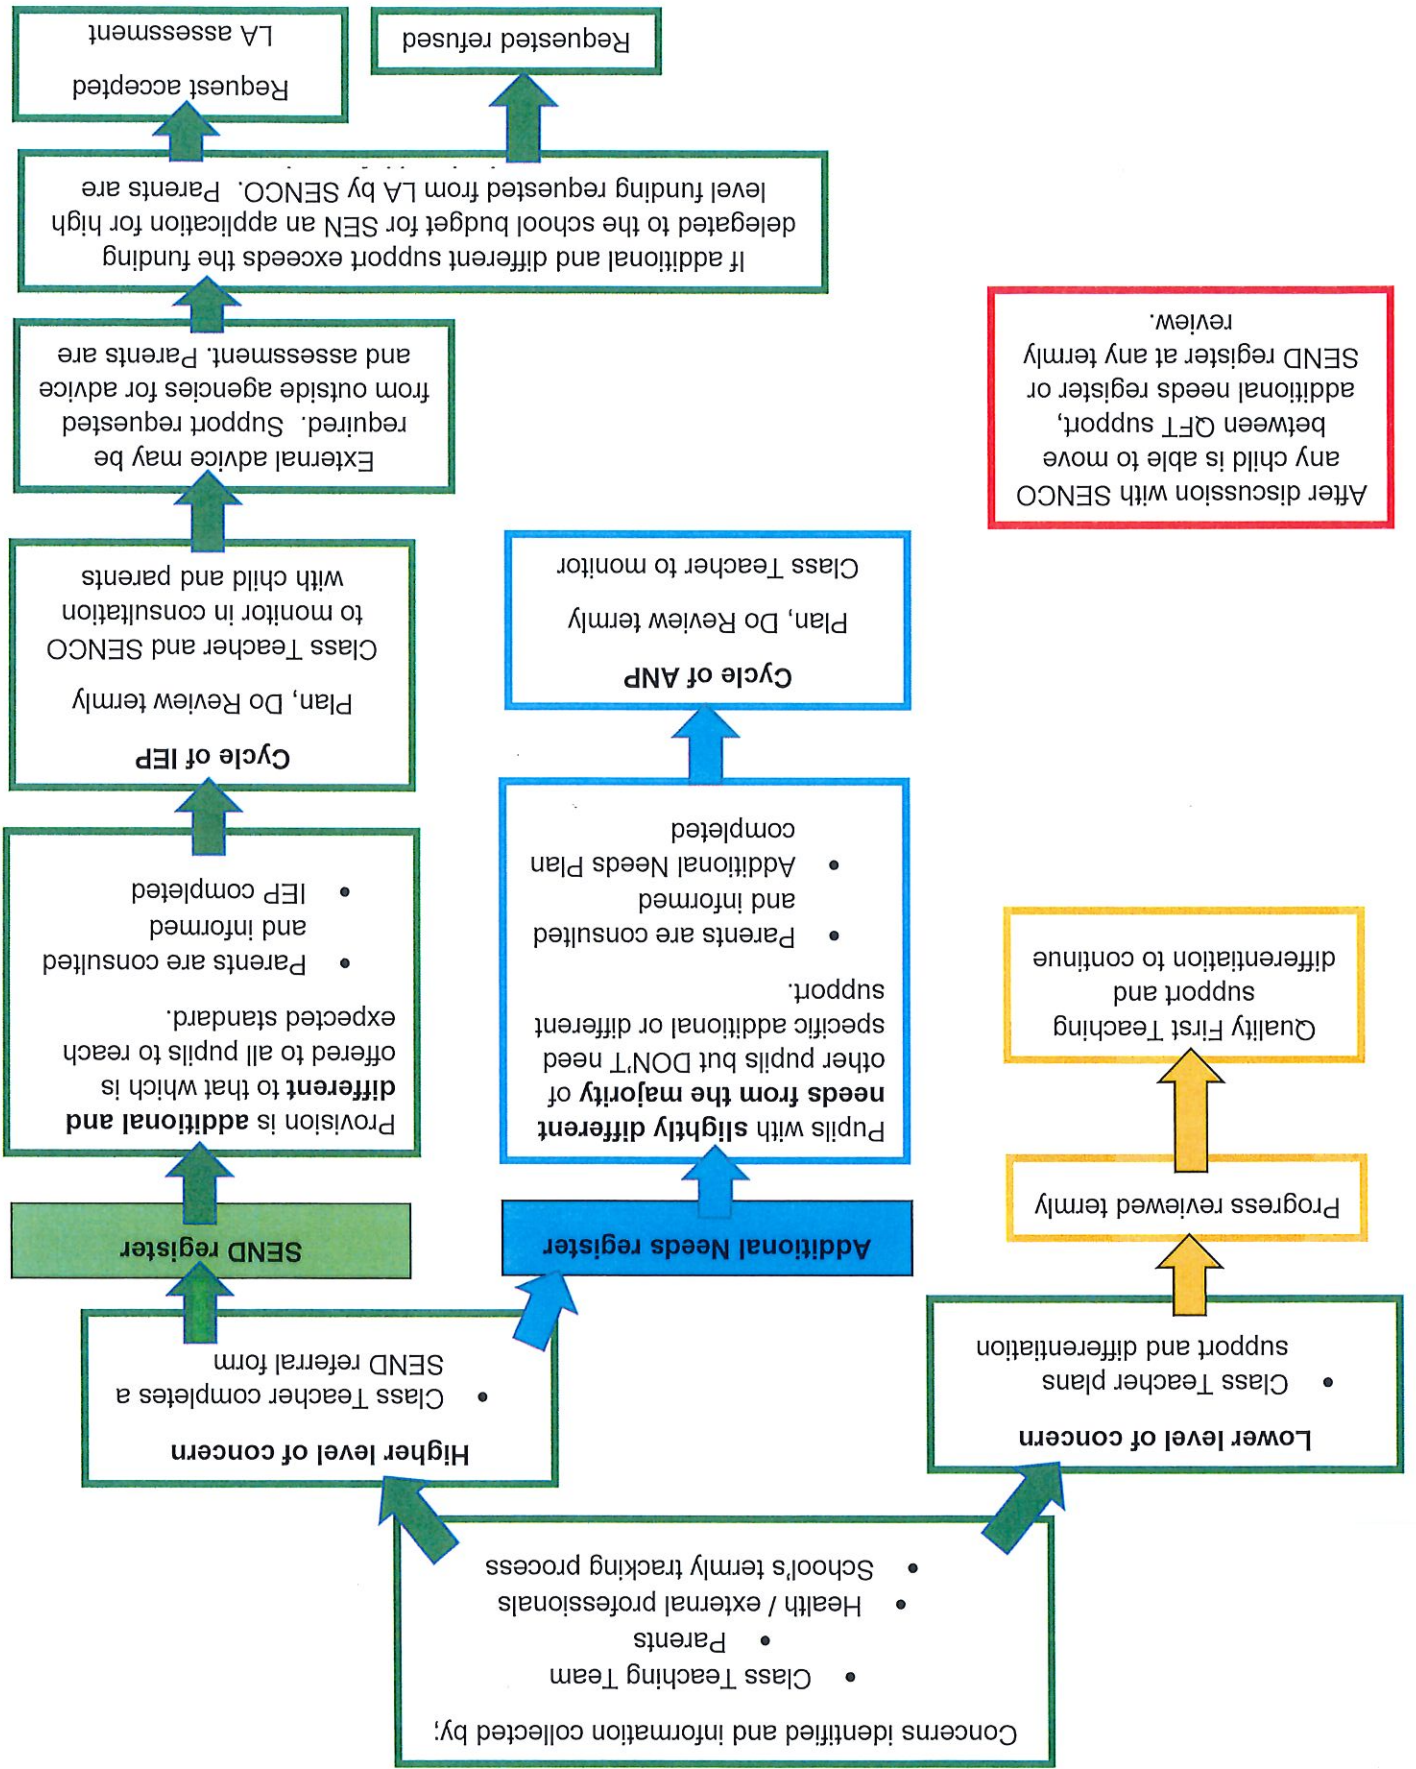 Concerns identified and information collected by;
• Class Teaching Team
• Parents
• Health / external professionals
• School's termly tracking process
Lower level of concern
• Class Teacher plans
support and differentiation
Progress reviewed termly
Quality First Teaching
support and
differentiation to continue
After discussion with SENCO
any child is able to move
between QFT support,
additional needs register or
SEND register at any termly
review.
Higher level of concern
• Class Teacher completes a
SEND referral form
Additional Needs register
Pupils with slightly different
needs from the majority of
other pupils but DON'T need
specific additional or different
support.
• Parents are consulted
and informed
• Additional Needs Plan
completed
Cycle of ANP
Plan, Do Review termly
Class Teacher to monitor
SEND register
Provision is additional and
different to that which is
offered to all pupils to reach
expected standard.
• Parents are consulted
and informed
• IEP completed
Cycle of IEP
Plan, Do Review termly
Class Teacher and SENCO
to monitor in consultation
with child and parents
External advice may be
required. Support requested
from outside agencies for advice
and assessment. Parents are
If additional and different support exceeds the funding
delegated to the school budget for SEN an application for high
level funding requested from LA by SENCO. Parents are
Requested refused
Request accepted
LA assessment